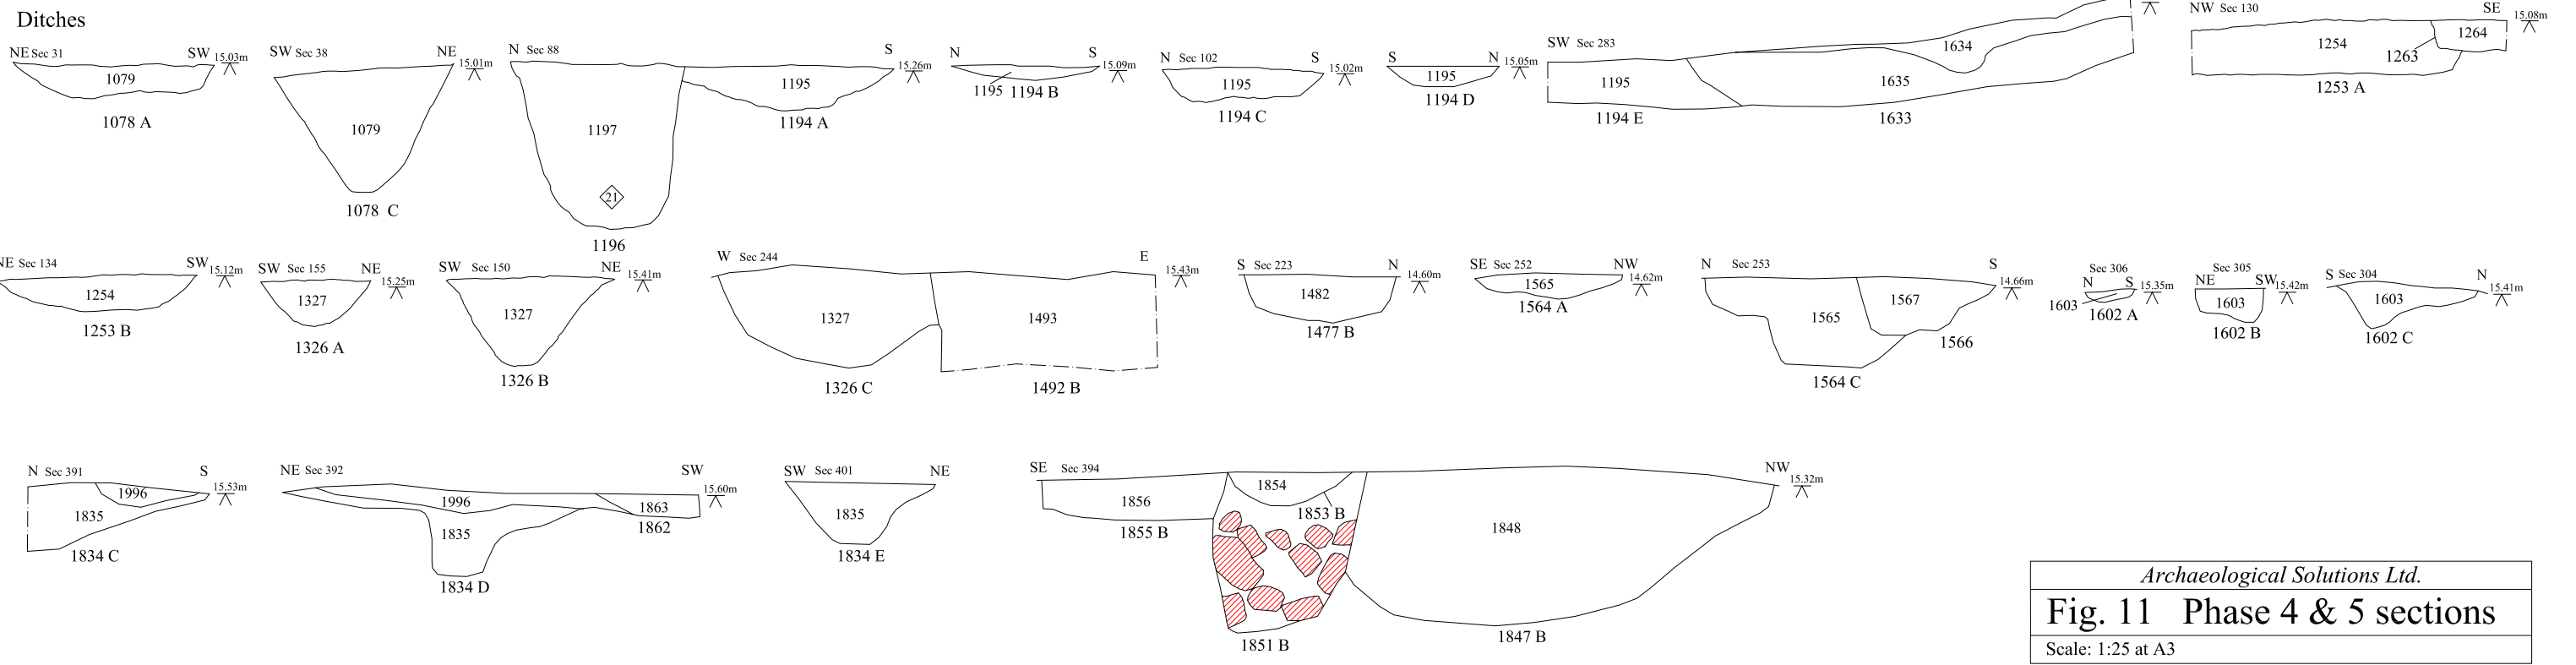 Ditches
NE Sec 31 SW 15.03m
1079
1078 A
SW Sec 38 NE 15.01m
1079
1078 C
N Sec 88 S 15.26m
1197
1195
21
1194 A
1196
N S 15.09m
1195 1194 B
N Sec 102 S 15.02m
1195
1194 C
S N 15.05m
1195
1194 D
SW Sec 283
1195
1634
1635
1194 E
1633
NW Sec 130 SE 15.08m
1254
1264
1263
1253 A
NE Sec 134 SW 15.12m
1254
1253 B
SW Sec 155 NE 15.25m
1327
1326 A
SW Sec 150 NE 15.41m
1327
1326 B
W Sec 244 E 15.43m
1327
1493
1326 C
1492 B
S Sec 223 N 14.60m
1482
1477 B
SE Sec 252 NW 14.62m
1565
1564 A
N Sec 253 S 14.66m
1567
1565
1566
1564 C
Sec 306
N S 15.35m
1603 1602 A
Sec 305
NE SW 15.42m
1603
1602 B
S Sec 304 N 15.41m
1603
1602 C
N Sec 391 S 15.53m
1996
1835
1834 C
NE Sec 392 SW 15.60m
1996
1863
1862
1835
1834 D
SW Sec 401 NE
1835
1834 E
SE Sec 394 NW 15.32m
1854
1856
1853 B
1848
1855 B
1851 B
1847 B
Archaeological Solutions Ltd.
Fig. 11 Phase 4 & 5 sections
Scale: 1:25 at A3